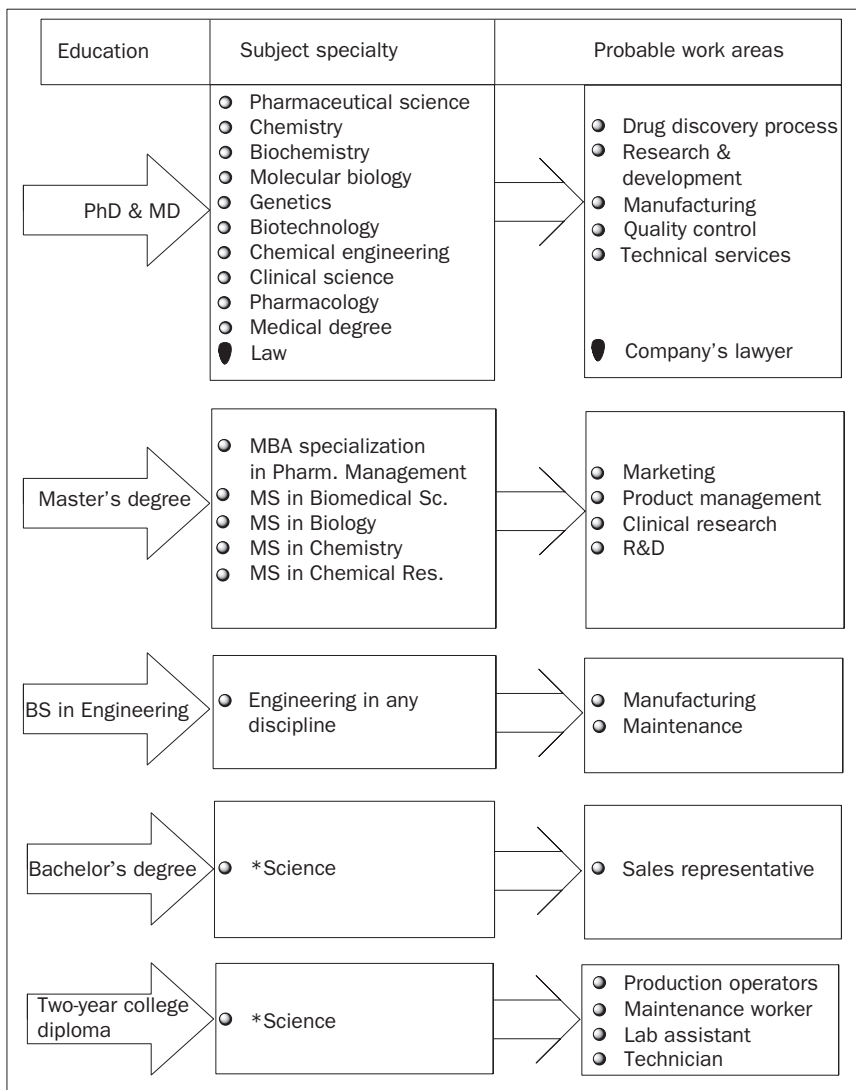 Education
Subject specialty
Probable work areas
PhD & MD
Pharmaceutical science
Chemistry
Biochemistry
Molecular biology
Genetics
Biotechnology
Chemical engineering
Clinical science
Pharmacology
Medical degree
Law
Drug discovery process
Research &
development
Manufacturing
Quality control
Technical services
Company's lawyer
Master's degree
MBA specialization
in Pharm. Management
MS in Biomedical Sc.
MS in Biology
MS in Chemistry
MS in Chemical Res.
Marketing
Product management
Clinical research
R&D
BS in Engineering
Engineering in any
discipline
Manufacturing
Maintenance
Bachelor's degree
*Science
Sales representative
Two-year college
diploma
*Science
Production operators
Maintenance worker
Lab assistant
Technician